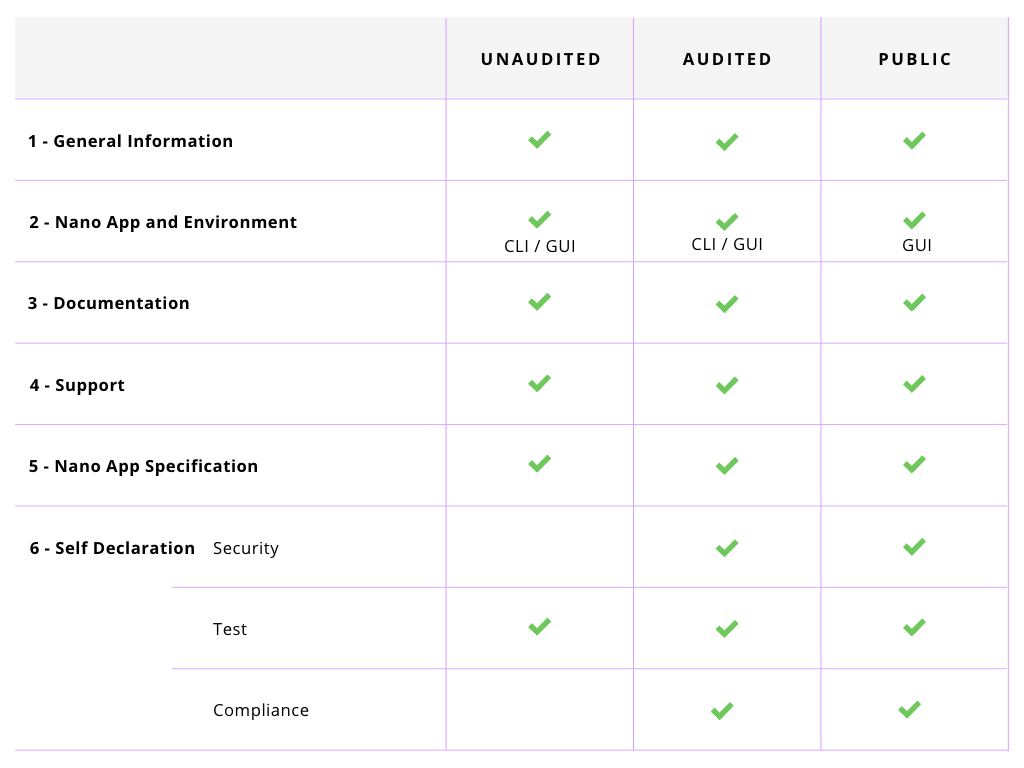 UNAUDITED AUDITED PUBLIC
1 - General Information
2 - Nano App and Environment
CLI / GUI CLI / GUI GUI
3 - Documentation
4 - Support
5 - Nano App Specification
6 - Self Declaration Security
Test
Compliance